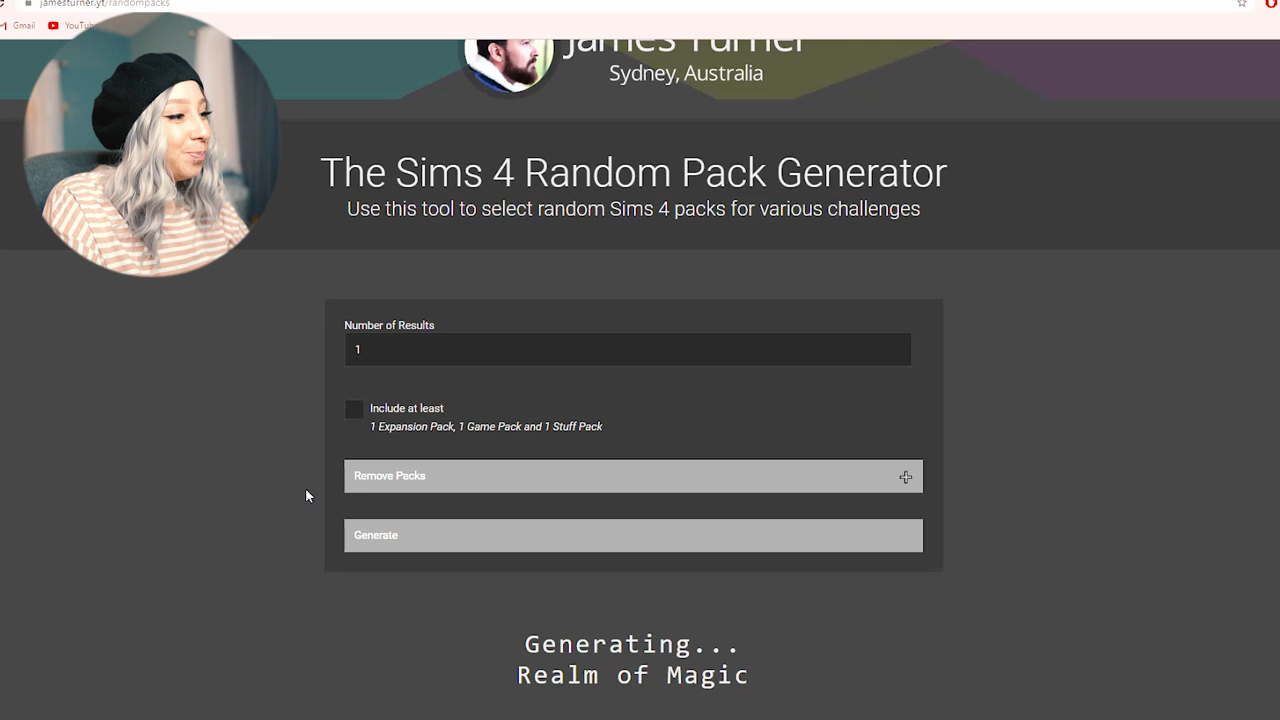 jamesturner.yt/randompacks
Gmail
YouTube
James Turner
Sydney, Australia
The Sims 4 Random Pack Generator
Use this tool to select random Sims 4 packs for various challenges
Number of Results
1
Include at least
1 Expansion Pack, 1 Game Pack and 1 Stuff Pack
Remove Packs
Generate
Generating...
Realm of Magic